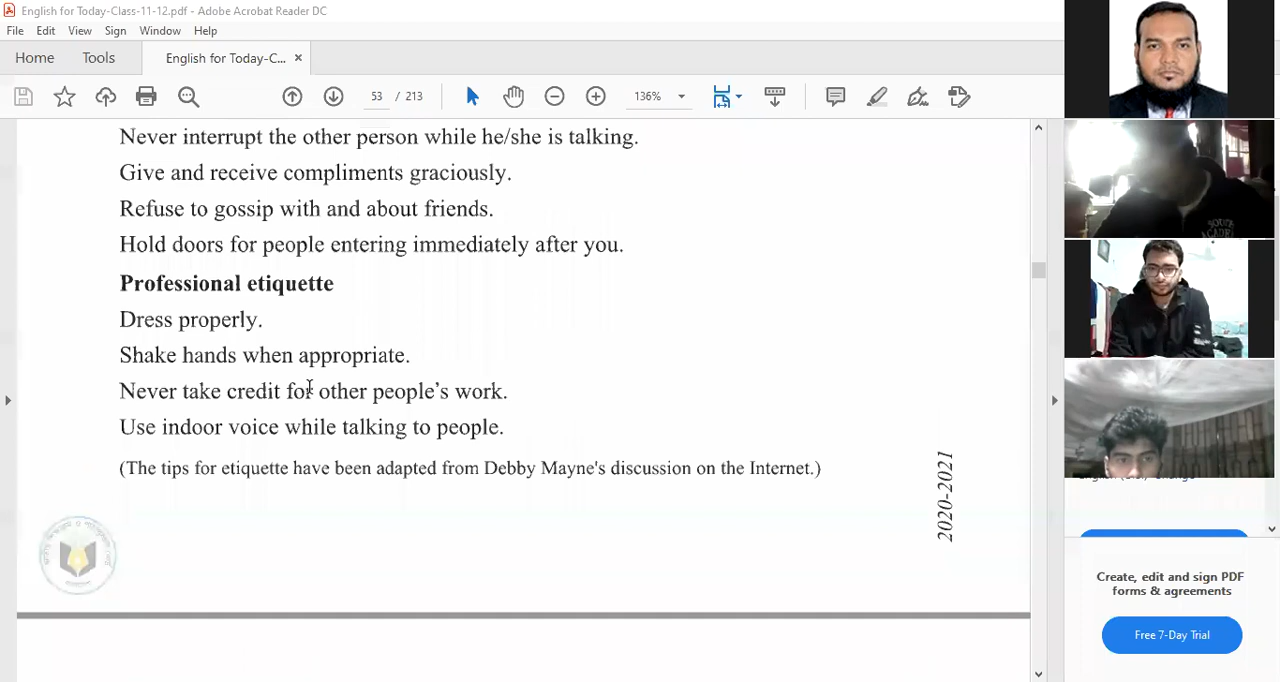 English for Today-Class-11-12.pdf - Adobe Acrobat Reader DC
File Edit View Sign Window Help
Home Tools English for Today-C... ×
53 / 213 136%
Never interrupt the other person while he/she is talking.
Give and receive compliments graciously.
Refuse to gossip with and about friends.
Hold doors for people entering immediately after you.
Professional etiquette
Dress properly.
Shake hands when appropriate.
Never take credit for other people's work.
Use indoor voice while talking to people.
(The tips for etiquette have been adapted from Debby Mayne's discussion on the Internet.)
2020-2021
Create, edit and sign PDF
forms & agreements
Free 7-Day Trial